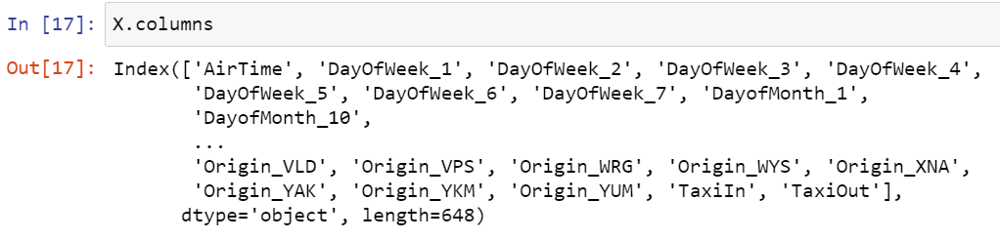 In [17]: X.columns
Out[17]: Index(['AirTime', 'DayOfWeek_1', 'DayOfWeek_2', 'DayOfWeek_3', 'DayOfWeek_4',
'DayOfWeek_5', 'DayOfWeek_6', 'DayOfWeek_7', 'DayofMonth_1',
'DayofMonth_10',
...
'Origin_VLD', 'Origin_VPS', 'Origin_WRG', 'Origin_WYS', 'Origin_XNA',
'Origin_YAK', 'Origin_YKM', 'Origin_YUM', 'TaxiIn', 'TaxiOut'],
dtype='object', length=648)